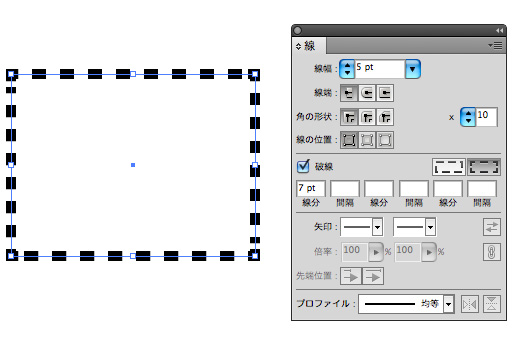 線
線幅： 5 pt
線端：
角の形状： x 10
線の位置：
破線
7 pt
線分 間隔 線分 間隔 線分 間隔
矢印：
倍率： 100 % 100 %
先端位置：
プロファイル： 均等